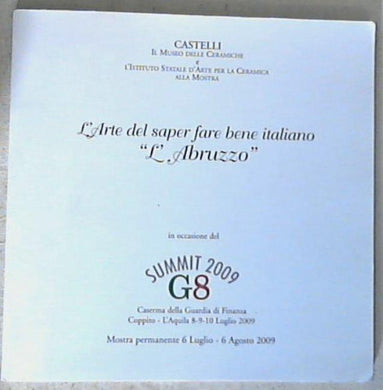 CASTELLI
IL MUSEO DELLE CERAMICHE
e
L'ISTITUTO STATALE D'ARTE PER LA CERAMICA
ALLA MOSTRA
L'Arte del saper fare bene italiano
"L' Abruzzo"
in occasione del
SUMMIT 2009
G8
Caserma della Guardia di Finanza
Coppito - L'Aquila 8-9-10 Luglio 2009
Mostra permanente 6 Luglio - 6 Agosto 2009